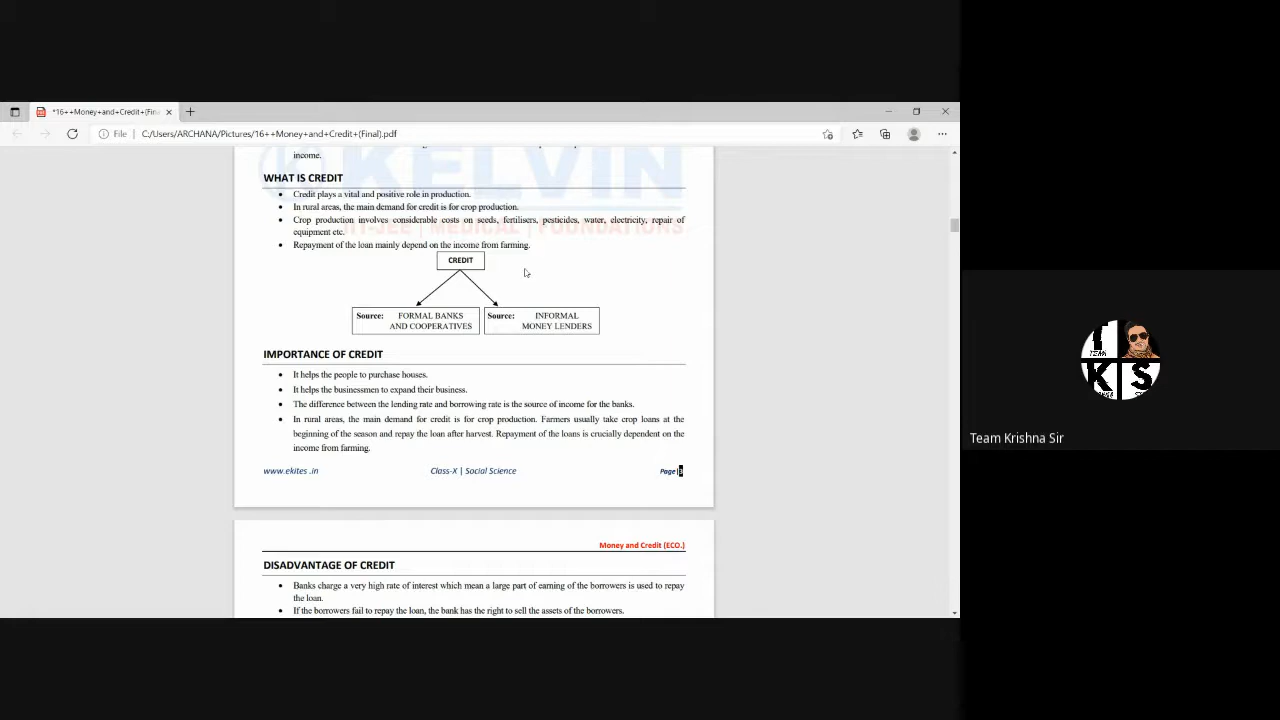 *16++Money+and+Credit+(Fin
File C:/Users/ARCHANA/Pictures/16++Money+and+Credit+(Final).pdf
income.
KELVIN
IIT-JEE | MEDICAL | FOUNDATIONS
WHAT IS CREDIT
• Credit plays a vital and positive role in production.
• In rural areas, the main demand for credit is for crop production.
• Crop production involves considerable costs on seeds, fertilisers, pesticides, water, electricity, repair of
equipment etc.
• Repayment of the loan mainly depend on the income from farming.
CREDIT
Source: FORMAL BANKS
AND COOPERATIVES
Source: INFORMAL
MONEY LENDERS
IMPORTANCE OF CREDIT
• It helps the people to purchase houses.
• It helps the businessmen to expand their business.
• The difference between the lending rate and borrowing rate is the source of income for the banks.
• In rural areas, the main demand for credit is for crop production. Farmers usually take crop loans at the
beginning of the season and repay the loan after harvest. Repayment of the loans is crucially dependent on the
income from farming.
www.ekites .in Class-X | Social Science Page|3
Money and Credit (ECO.)
DISADVANTAGE OF CREDIT
• Banks charge a very high rate of interest which mean a large part of earning of the borrowers is used to repay
the loan.
• If the borrowers fail to repay the loan, the bank has the right to sell the assets of the borrowers.
T
TEAM
K S
Team Krishna Sir